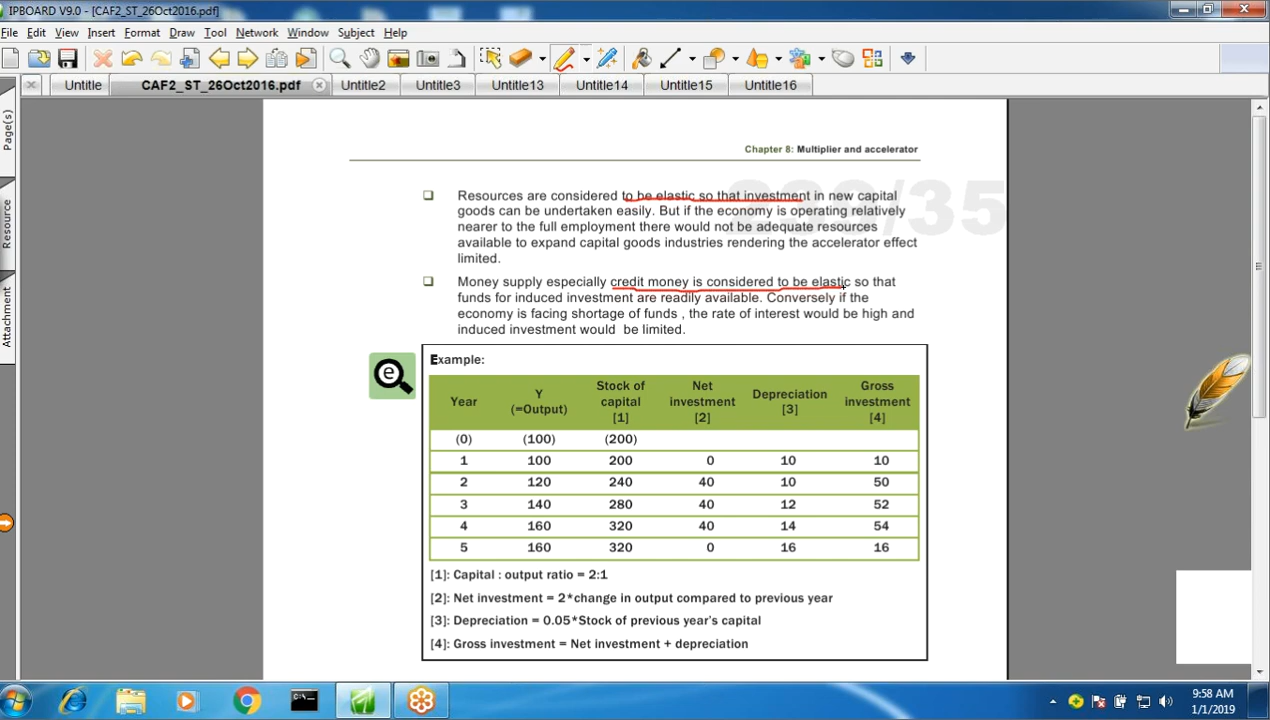 IPBOARD V9.0 - [CAF2_ST_26Oct2016.pdf]
File Edit View Insert Format Draw Tool Network Window Subject Help
Untitle CAF2_ST_26Oct2016.pdf Untitle2 Untitle3 Untitle13 Untitle14 Untitle15 Untitle16
Page(s)
Resource
Attachment
Chapter 8: Multiplier and accelerator
239/35
Resources are considered to be elastic so that investment in new capital
goods can be undertaken easily. But if the economy is operating relatively
nearer to the full employment there would not be adequate resources
available to expand capital goods industries rendering the accelerator effect
limited.
Money supply especially credit money is considered to be elastic so that
funds for induced investment are readily available. Conversely if the
economy is facing shortage of funds , the rate of interest would be high and
induced investment would be limited.
e
Example:
Year Y (=Output) Stock of capital [1] Net investment [2] Depreciation [3] Gross investment [4]
(0) (100) (200)
1 100 200 0 10 10
2 120 240 40 10 50
3 140 280 40 12 52
4 160 320 40 14 54
5 160 320 0 16 16
[1]: Capital : output ratio = 2:1
[2]: Net investment = 2*change in output compared to previous year
[3]: Depreciation = 0.05*Stock of previous year's capital
[4]: Gross investment = Net investment + depreciation
9:58 AM
1/1/2019